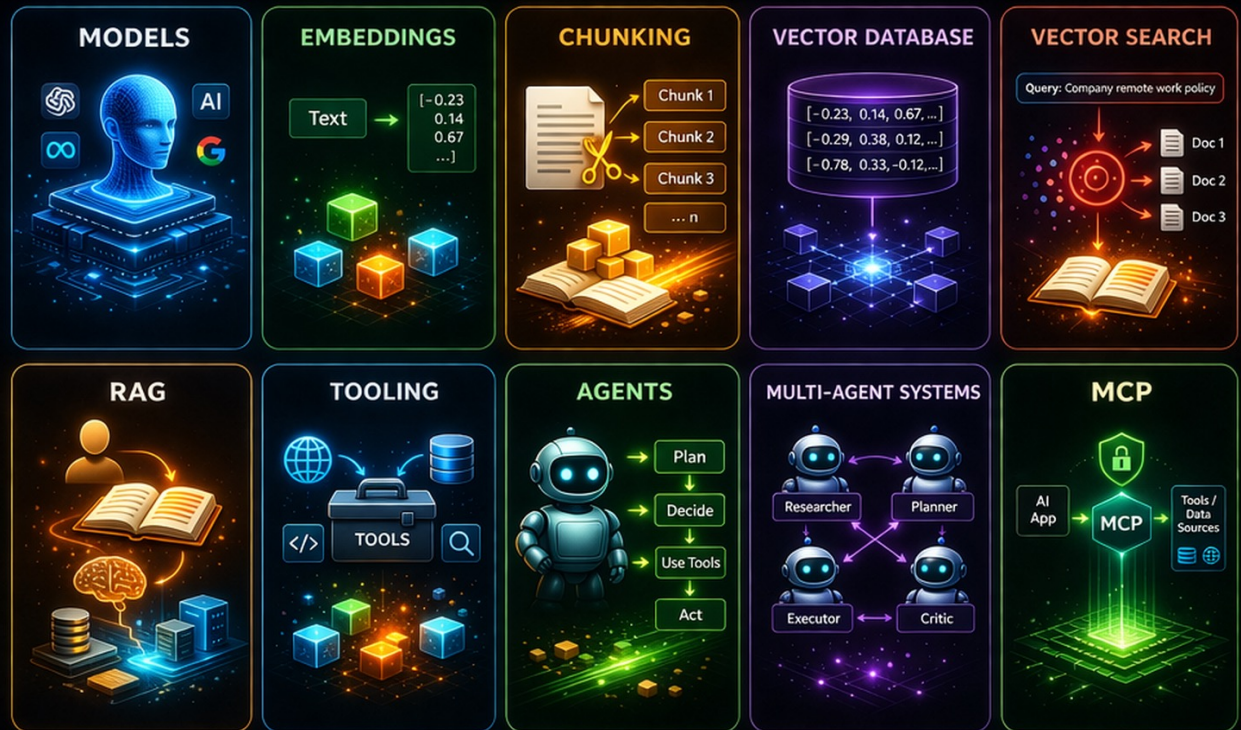 MODELS
AI
EMBEDDINGS
Text
[-0.23
0.14
0.67
...]
CHUNKING
Chunk 1
Chunk 2
Chunk 3
... n
VECTOR DATABASE
[-0.23, 0.14, 0.67,...]
[-0.29, 0.38, 0.12,...]
[-0.78, 0.33,-0.12,...]
VECTOR SEARCH
Query: Company remote work policy
Doc 1
Doc 2
Doc 3
RAG
TOOLING
</>
TOOLS
AGENTS
Plan
Decide
Use Tools
Act
MULTI-AGENT SYSTEMS
Researcher
Planner
Executor
Critic
MCP
AI
App
MCP
Tools /
Data
Sources